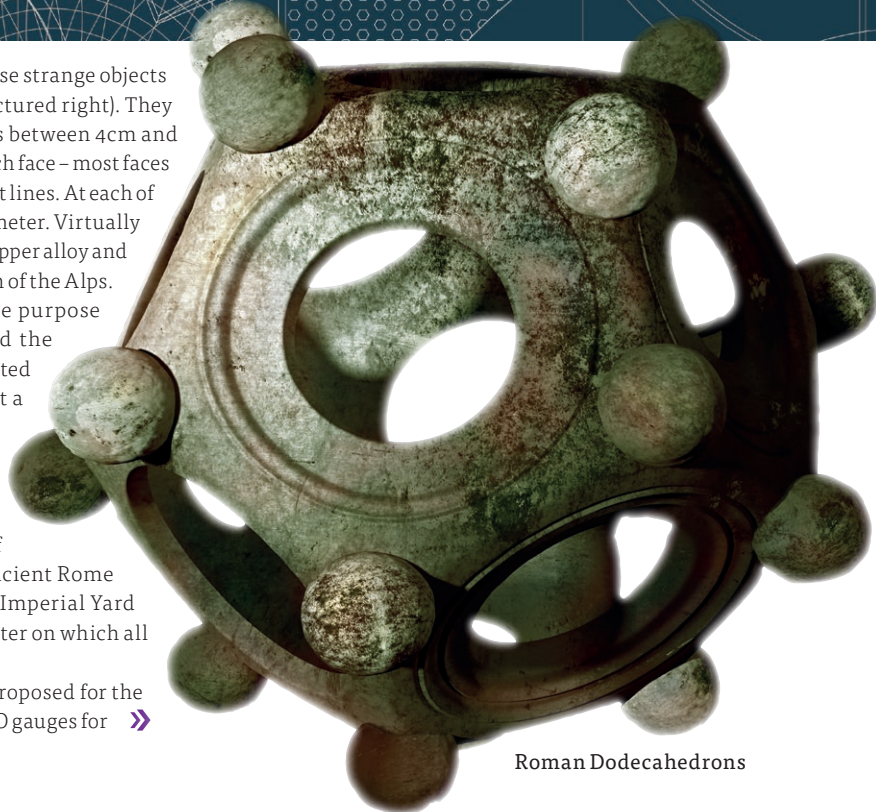 se strange objects
ctured right). They
s between 4cm and
ch face – most faces
t lines. At each of
meter. Virtually
pper alloy and
n of the Alps.
e purpose
d the
ted
t a
f
cient Rome
Imperial Yard
ter on which all
roposed for the
O gauges for »
Roman Dodecahedrons